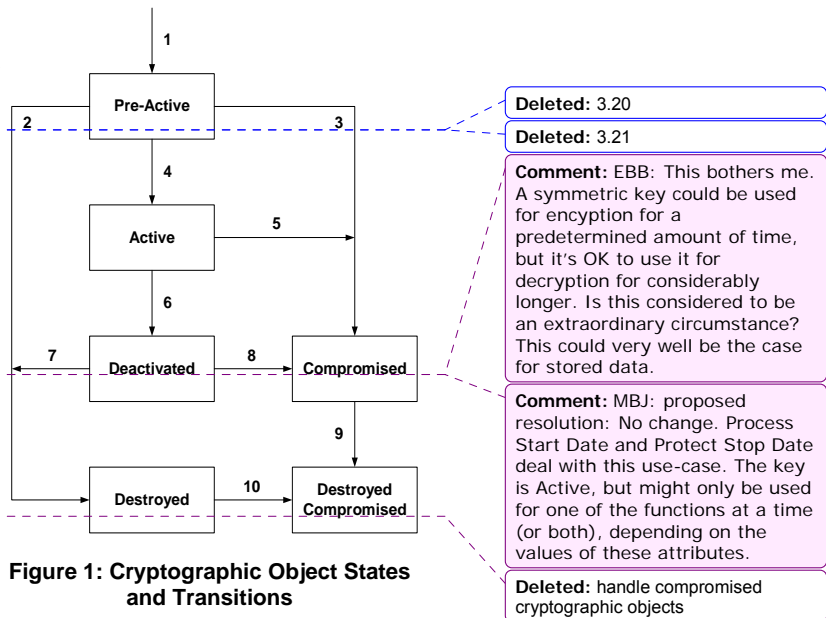 1
Pre-Active
2
3
4
Active
5
6
7
Deactivated
8
Compromised
9
Destroyed
10
Destroyed
Compromised
Figure 1: Cryptographic Object States
and Transitions
Deleted: 3.20
Deleted: 3.21
Comment: EBB: This bothers me.
A symmetric key could be used
for encyption for a
predetermined amount of time,
but it's OK to use it for
decryption for considerably
longer. Is this considered to be
an extraordinary circumstance?
This could very well be the case
for stored data.
Comment: MBJ: proposed
resolution: No change. Process
Start Date and Protect Stop Date
deal with this use-case. The key
is Active, but might only be used
for one of the functions at a time
(or both), depending on the
values of these attributes.
Deleted: handle compromised
cryptographic objects